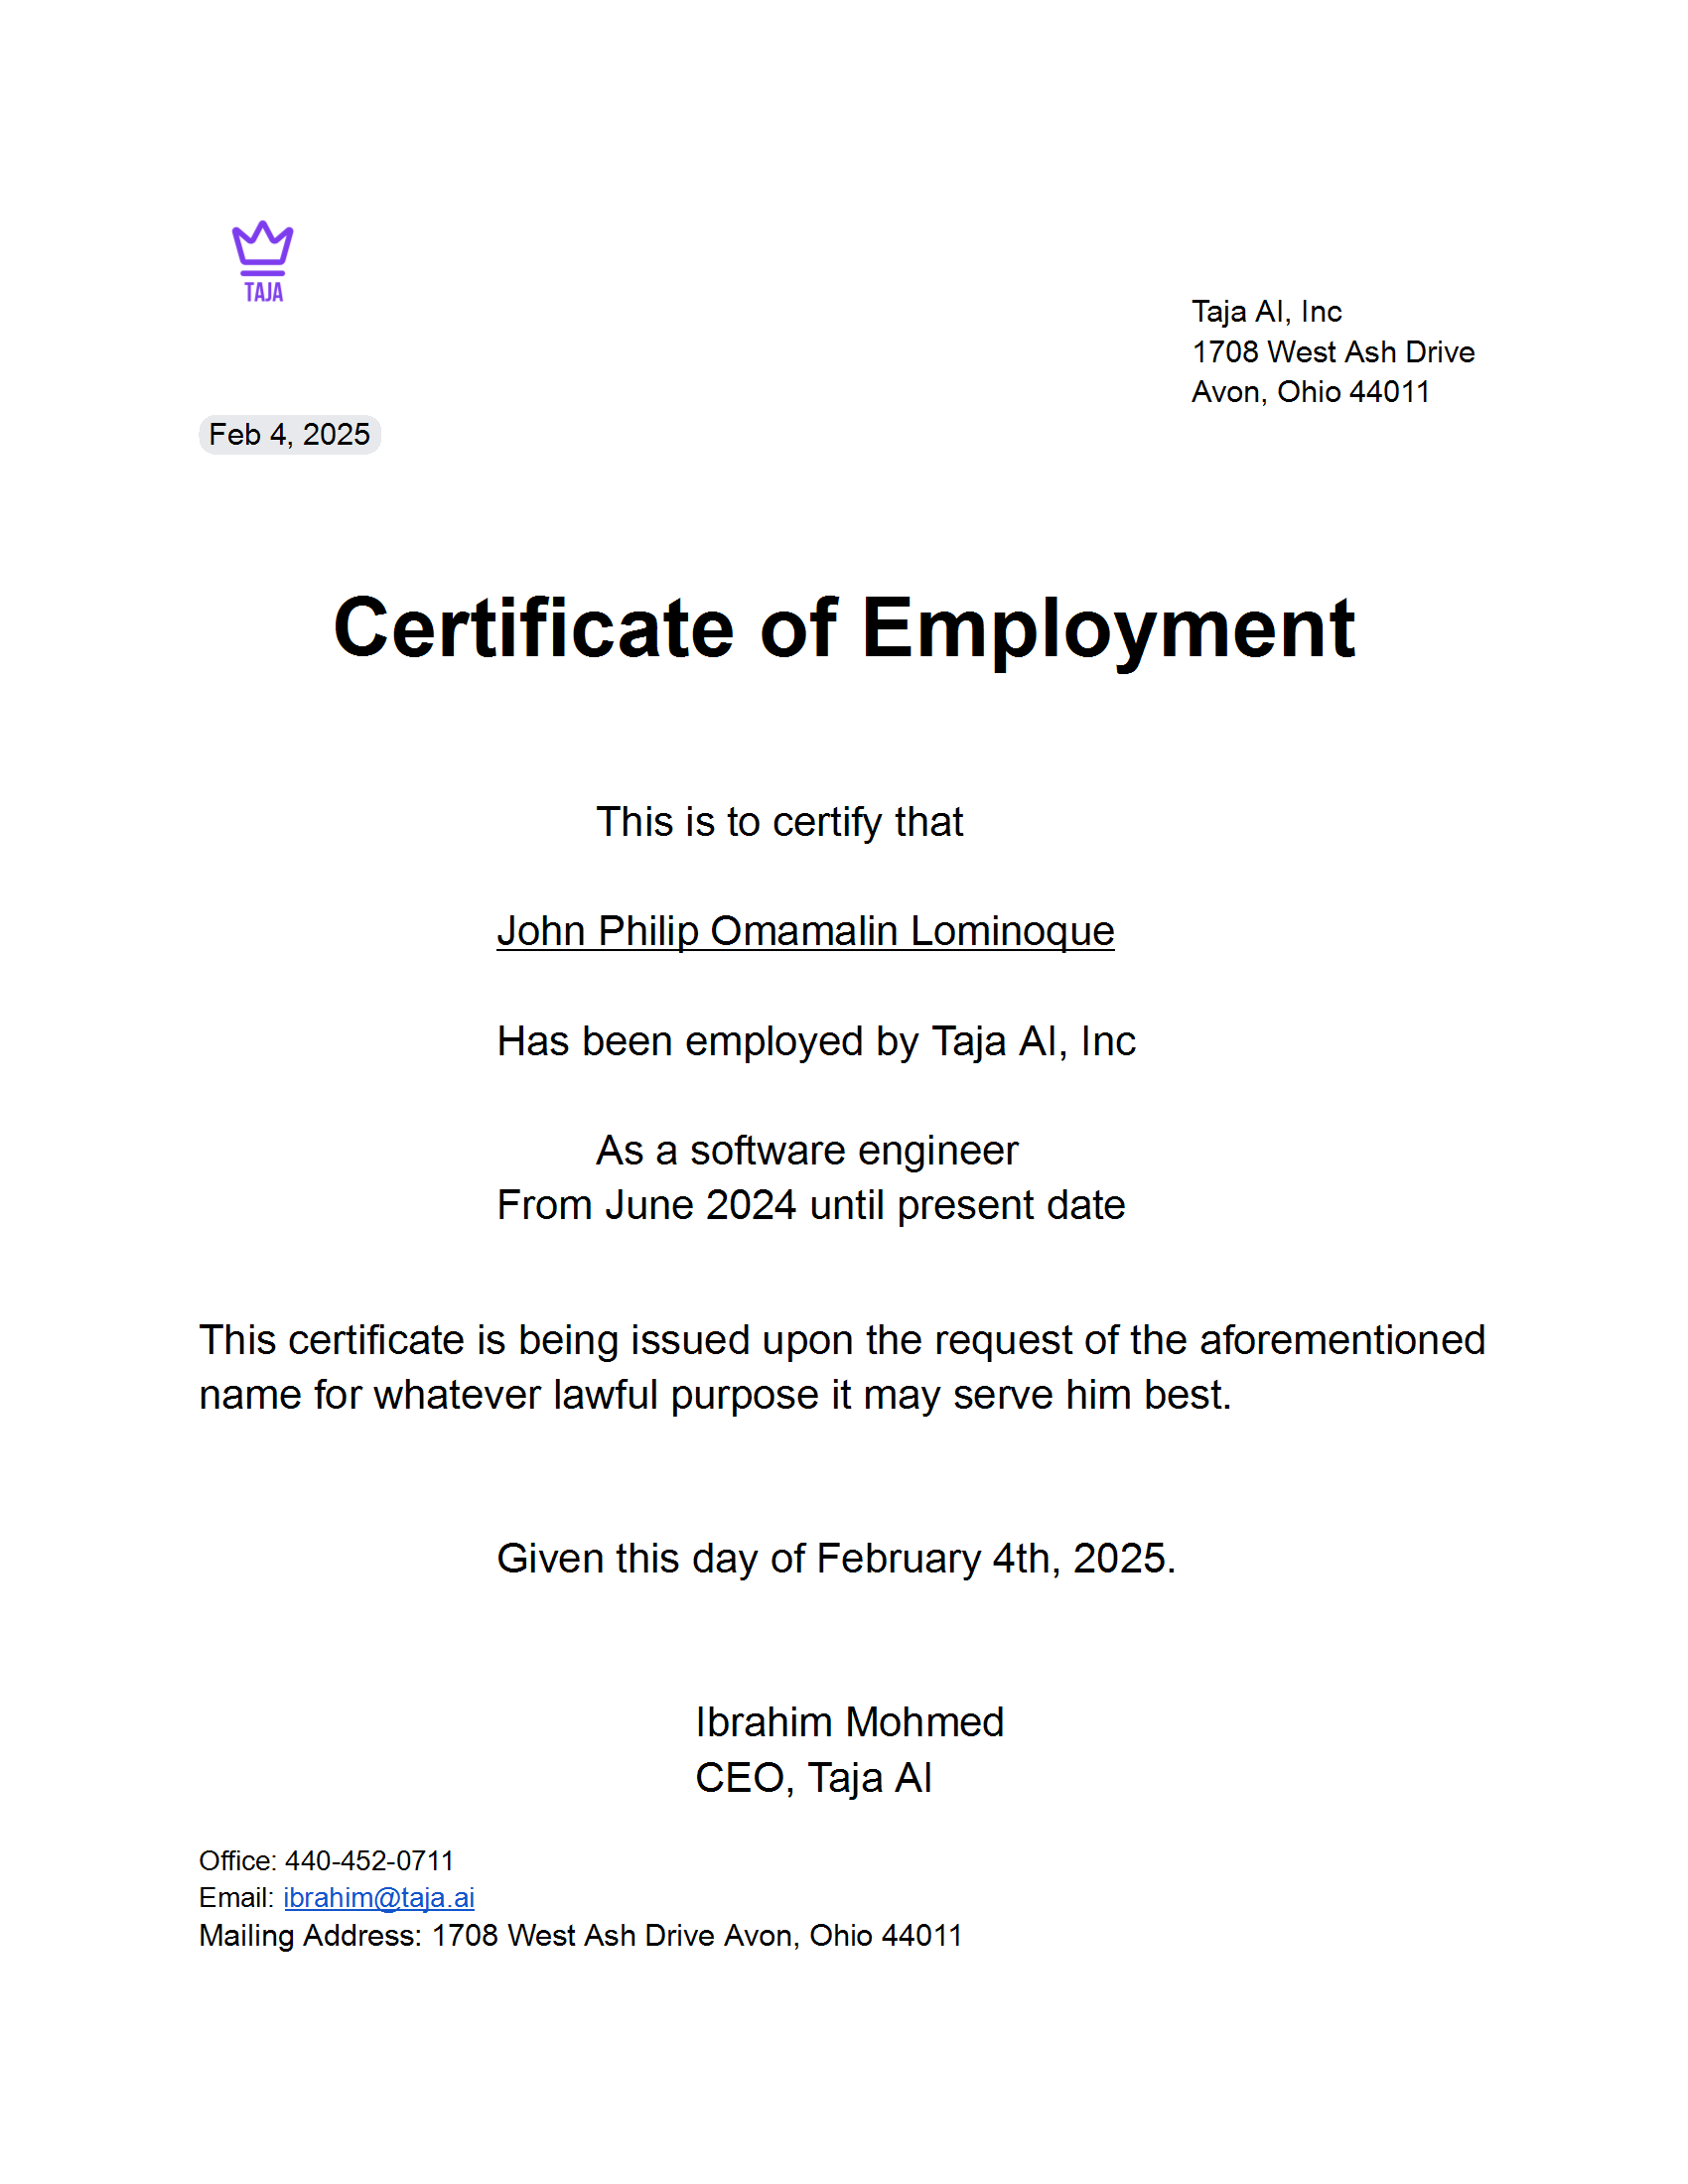 TAJA
Taja AI, Inc
1708 West Ash Drive
Avon, Ohio 44011
Feb 4, 2025
Certificate of Employment
This is to certify that
John Philip Omamalin Lominoque
Has been employed by Taja AI, Inc
As a software engineer
From June 2024 until present date
This certificate is being issued upon the request of the aforementioned
name for whatever lawful purpose it may serve him best.
Given this day of February 4th, 2025.
Ibrahim Mohmed
CEO, Taja AI
Office: 440-452-0711
Email: ibrahim@taja.ai
Mailing Address: 1708 West Ash Drive Avon, Ohio 44011